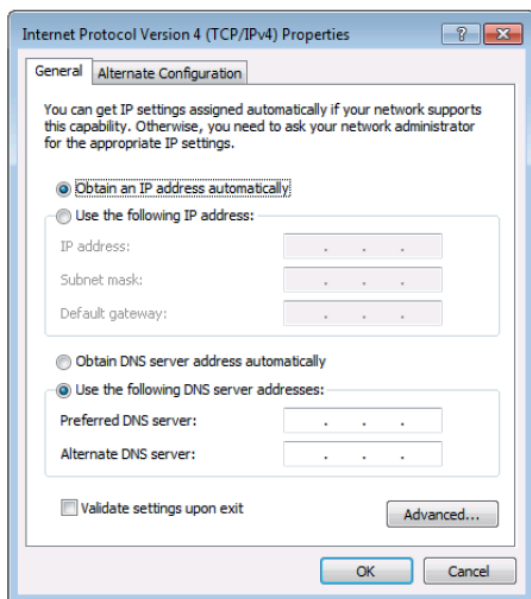 Internet Protocol Version 4 (TCP/IPv4) Properties
General
Alternate Configuration
You can get IP settings assigned automatically if your network supports
this capability. Otherwise, you need to ask your network administrator
for the appropriate IP settings.
Obtain an IP address automatically
Use the following IP address:
IP address:
Subnet mask:
Default gateway:
Obtain DNS server address automatically
Use the following DNS server addresses:
Preferred DNS server:
Alternate DNS server:
Validate settings upon exit
Advanced...
OK
Cancel